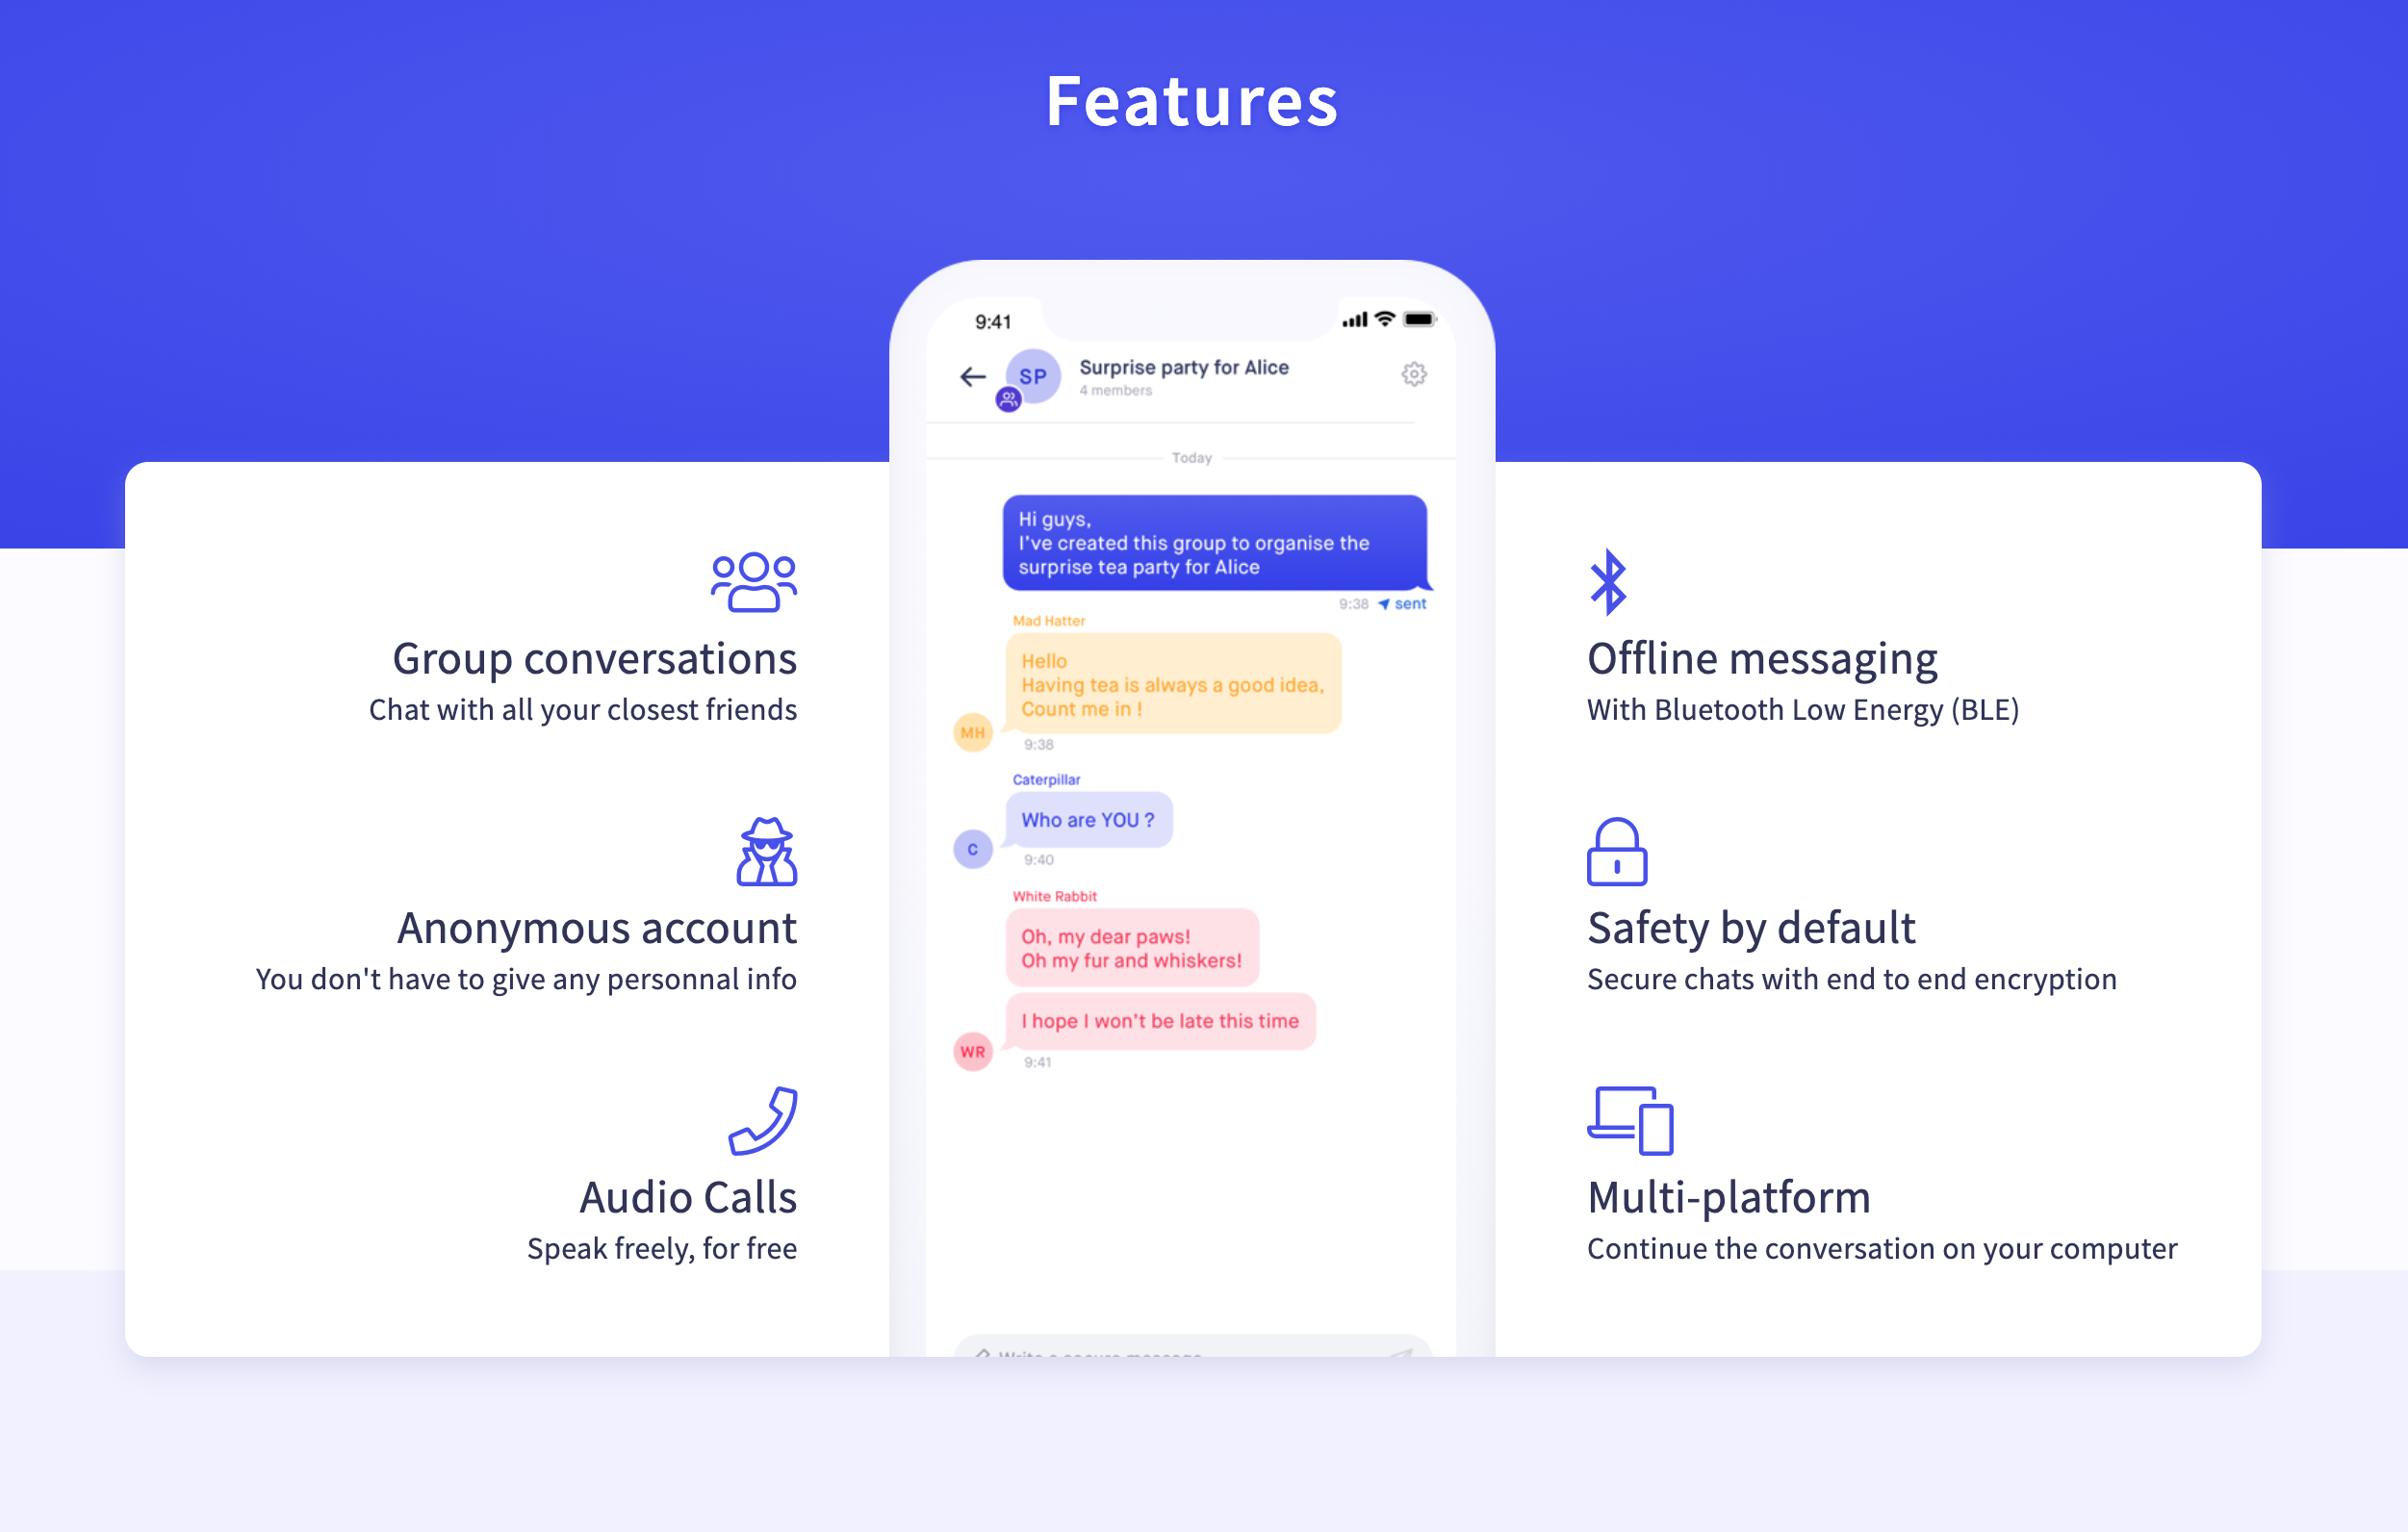 Features
Group conversations
Chat with all your closest friends
Anonymous account
You don't have to give any personnal info
Audio Calls
Speak freely, for free
9:41
SP
Surprise party for Alice
4 members
Today
Hi guys,
I've created this group to organise the
surprise tea party for Alice
9:38 sent
Mad Hatter
Hello
Having tea is always a good idea,
Count me in !
MH
9:38
Caterpillar
Who are YOU ?
C
9:40
White Rabbit
Oh, my dear paws!
Oh my fur and whiskers!
I hope I won't be late this time
WR
9:41
Write a secure message
Offline messaging
With Bluetooth Low Energy (BLE)
Safety by default
Secure chats with end to end encryption
Multi-platform
Continue the conversation on your computer